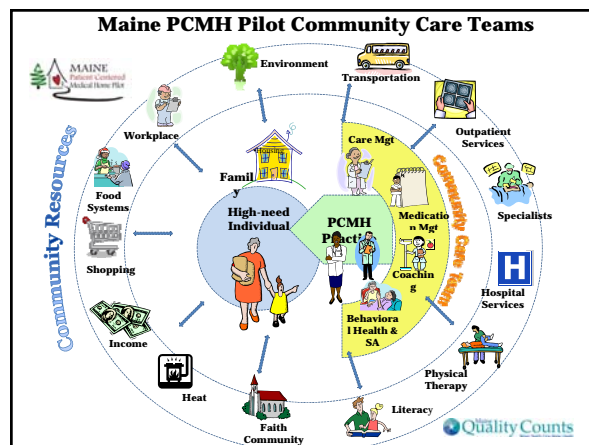 Maine PCMH Pilot Community Care Teams
MAINE
Patient Centered
Medical Home Pilot
Environment
Transportation
Workplace
Outpatient
Services
Housing
Care Mgt
Famil
y
Food
Systems
High-need
Individual
PCMH
Practi
Medicatio
n Mgt
Specialists
Community Resources
Community Care Team
Shopping
Coachin
g
H
Hospital
Services
Behaviora
l Health &
SA
Income
Physical
Therapy
Heat
Faith
Community
Literacy
Quality Counts